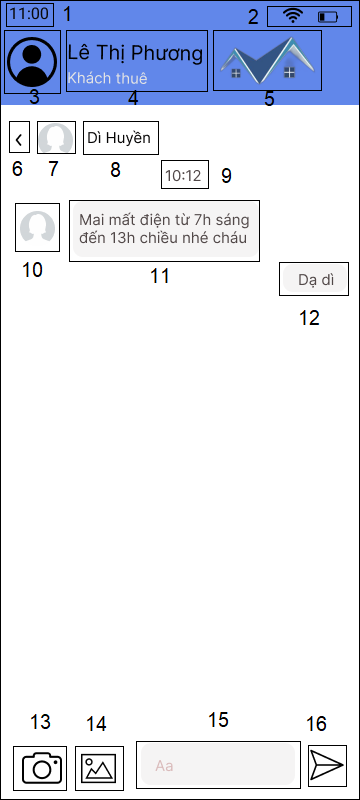 11:00
1
2
Lê Thị Phương
Khách thuê
3
4
5
Dì Huyền
6
7
8
10:12
9
Mai mất điện từ 7h sáng
đến 13h chiều nhé cháu
10
11
Dạ dì
12
13
14
15
16
Aa